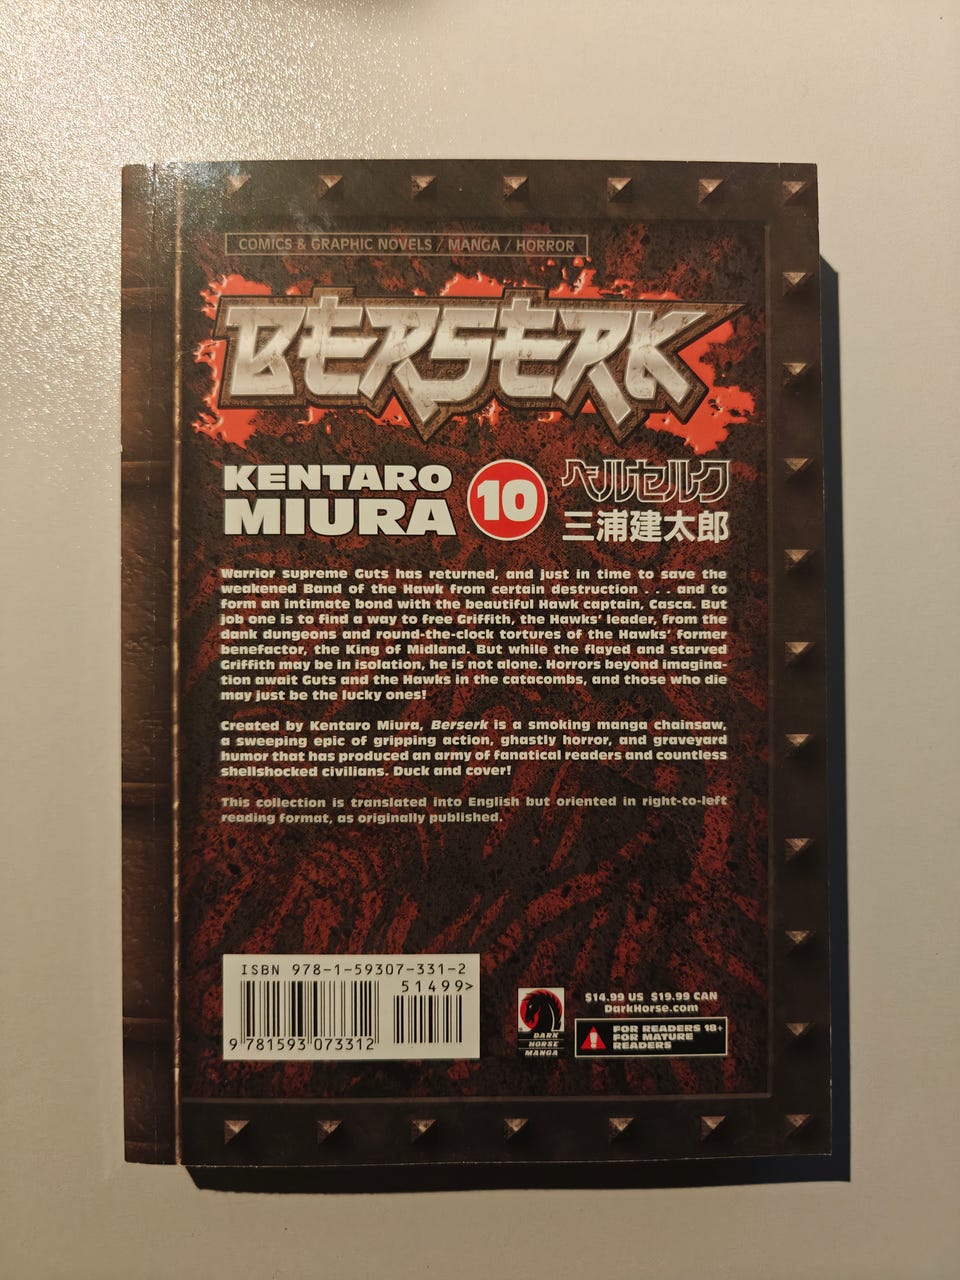 COMICS & GRAPHIC NOVELS / MANGA / HORROR
BERSERK
KENTARO
MIURA
10
ベルセルク
三浦建太郎
Warrior supreme Guts has returned, and just in time to save the
weakened Band of the Hawk from certain destruction . . . and to
form an intimate bond with the beautiful Hawk captain, Casca. But
job one is to find a way to free Griffith, the Hawks' leader, from the
dank dungeons and round-the-clock tortures of the Hawks' former
benefactor, the King of Midland. But while the flayed and starved
Griffith may be in isolation, he is not alone. Horrors beyond imagina-
tion await Guts and the Hawks in the catacombs, and those who die
may just be the lucky ones!
Created by Kentaro Miura, Berserk is a smoking manga chainsaw,
a sweeping epic of gripping action, ghastly horror, and graveyard
humor that has produced an army of fanatical readers and countless
shellshocked civilians. Duck and cover!
This collection is translated into English but oriented in right-to-left
reading format, as originally published.
ISBN 978-1-59307-331-2
51499>
9 781593 073312
DARK
HORSE
MANGA
$14.99 US $19.99 CAN
DarkHorse.com
FOR READERS 18+
FOR MATURE
READERS